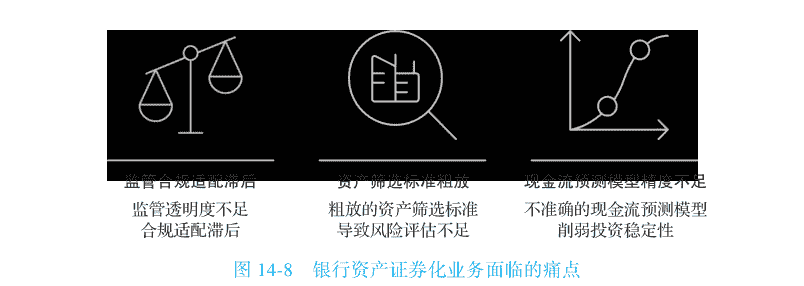 监管合规适配滞后
资产筛选标准粗放
现金流预测模型精度不足
监管透明度不足
合规适配滞后
粗放的资产筛选标准
导致风险评估不足
不准确的现金流预测模型
削弱投资稳定性
图 14-8 银行资产证券化业务面临的痛点